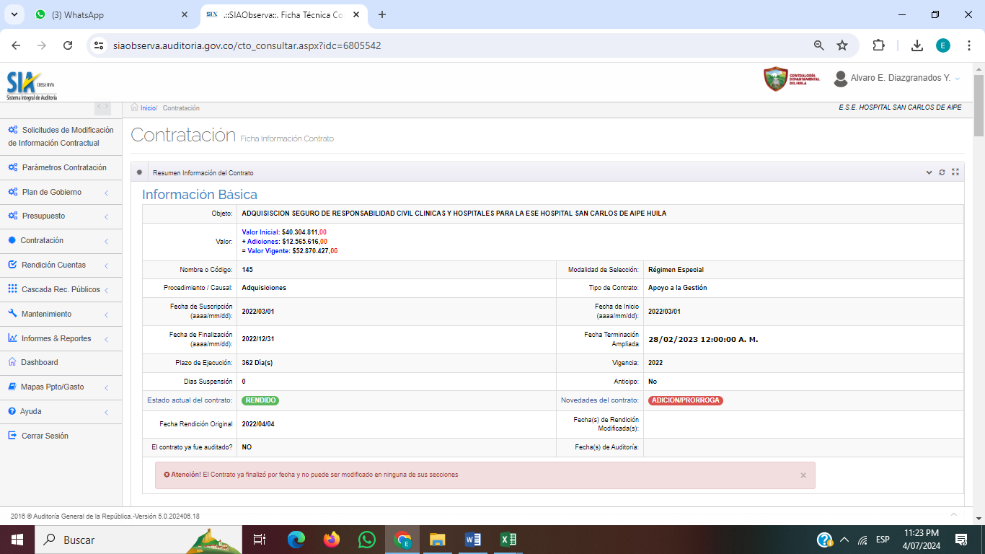 (3) WhatsApp
.::SIAObserva::. Ficha Técnica Co
siaobserva.auditoria.gov.co/cto_consultar.aspx?idc=6805542
E
SIA OBSERVA
Sistema Integral de Auditoría
CONTRALORÍA DEPARTAMENTAL DEL HUILA
Alvaro E. Diazgranados Y.
Inicio/ Contratación
E.S.E. HOSPITAL SAN CARLOS DE AIPE
Solicitudes de Modificación
de Información Contractual
Parámetros Contratación
Plan de Gobierno
Presupuesto
Contratación
Rendición Cuentas
Cascada Rec. Públicos
Mantenimiento
Informes & Reportes
Dashboard
Mapas Ppto/Gasto
Ayuda
Cerrar Sesión
Contratación Ficha Información Contrato
Resumen Información del Contrato
Información Básica
Objeto: ADQUISISCION SEGURO DE RESPONSABILIDAD CIVIL CLINICAS Y HOSPITALES PARA LA ESE HOSPITAL SAN CARLOS DE AIPE HUILA
Valor:
Valor Inicial: $40.304.811,00
+ Adiciones: $12.565.616,00
= Valor Vigente: $52.870.427,00
Nombre o Código: 145
Modalidad de Selección: Régimen Especial
Procedimiento / Causal: Adquisiciones
Tipo de Contrato: Apoyo a la Gestión
Fecha de Suscripción
(aaaa/mm/dd):
2022/03/01
Fecha de Inicio
(aaaa/mm/dd):
2022/03/01
Fecha de Finalización
(aaaa/mm/dd):
2022/12/31
Fecha Terminación
Ampliada
28/02/2023 12:00:00 A. M.
Plazo de Ejecución: 362 Día(s)
Vigencia: 2022
Dias Suspensión 0
Anticipo: No
Estado actual del contrato: RENDIDO
Novedades del contrato: ADICION/PRORROGA
Fecha Rendición Original 2022/04/04
Fecha(s) de Rendición
Modificada(s):
El contrato ya fue auditado? NO
Fecha(s) de Auditoría:
Atención! El Contrato ya finalizó por fecha y no puede ser modificado en ninguna de sus secciones
2016 © Auditoría General de la República. -Versión 5.0.202406.18
Buscar
ESP
11:23 PM
4/07/2024